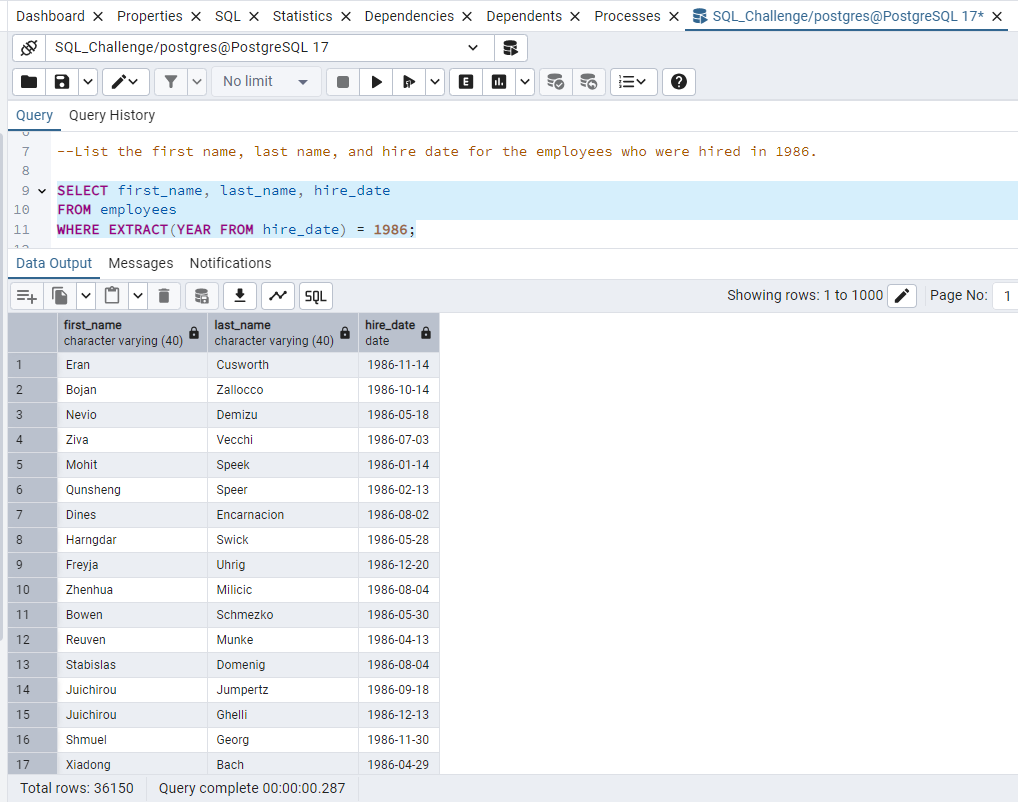 Dashboard Properties SQL Statistics Dependencies Dependents Processes SQL_Challenge/postgres@PostgreSQL 17*
SQL_Challenge/postgres@PostgreSQL 17
No limit E
Query Query History
6
7 --List the first name, last name, and hire date for the employees who were hired in 1986.
8
9 SELECT first_name, last_name, hire_date
10 FROM employees
11 WHERE EXTRACT(YEAR FROM hire_date) = 1986;
12
Data Output Messages Notifications
SQL Showing rows: 1 to 1000 Page No: 1
first_name last_name hire_date
character varying (40) character varying (40) date
1 Eran Cusworth 1986-11-14
2 Bojan Zallocco 1986-10-14
3 Nevio Demizu 1986-05-18
4 Ziva Vecchi 1986-07-03
5 Mohit Speek 1986-01-14
6 Qunsheng Speer 1986-02-13
7 Dines Encarnacion 1986-08-02
8 Harngdar Swick 1986-05-28
9 Freyja Uhrig 1986-12-20
10 Zhenhua Milicic 1986-08-04
11 Bowen Schmezko 1986-05-30
12 Reuven Munke 1986-04-13
13 Stabislas Domenig 1986-08-04
14 Juichirou Jumpertz 1986-09-18
15 Juichirou Ghelli 1986-12-13
16 Shmuel Georg 1986-11-30
17 Xiadong Bach 1986-04-29
Total rows: 36150 Query complete 00:00:00.287